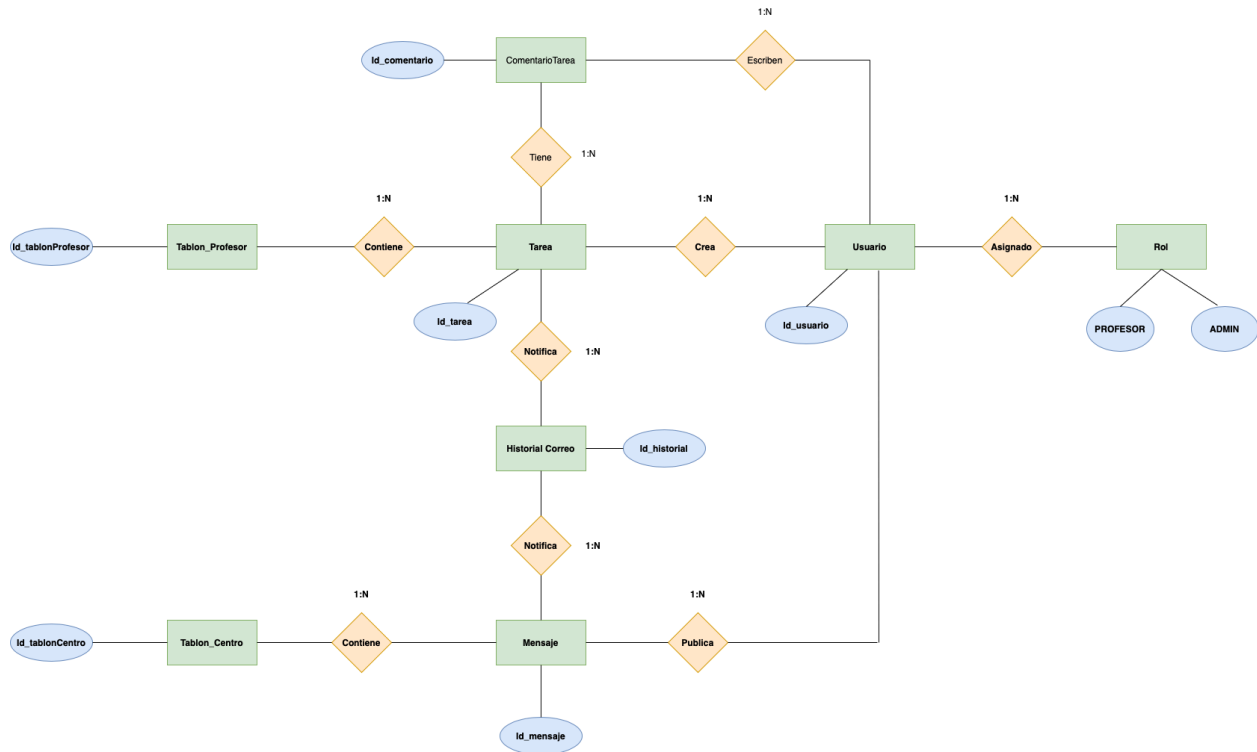 1:N
Id_comentario
ComentarioTarea
Escriben
Tiene
1:N
1:N
1:N
1:N
Id_tablonProfesor
Tablon_Profesor
Contiene
Tarea
Crea
Usuario
Asignado
Rol
Id_tarea
Id_usuario
PROFESOR
ADMIN
Notifica
1:N
Historial Correo
Id_historial
Notifica
1:N
1:N
1:N
Id_tablonCentro
Tablon_Centro
Contiene
Mensaje
Publica
Id_mensaje